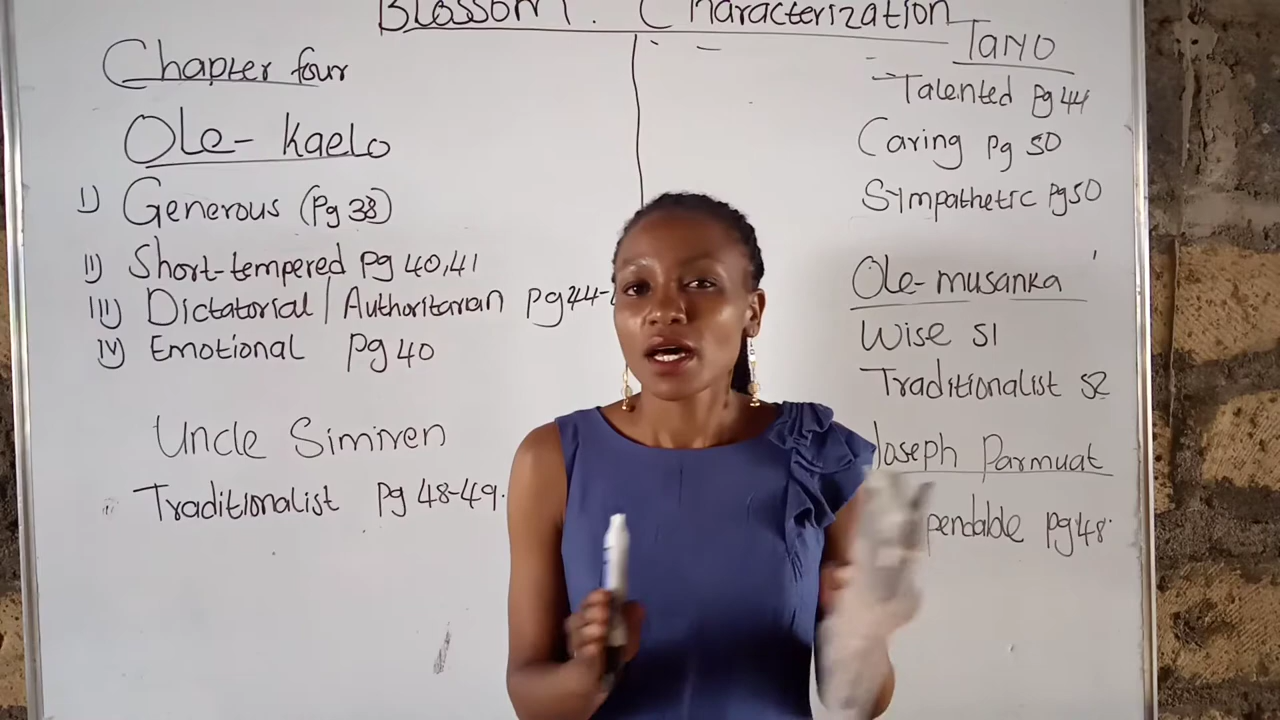 Blossom. Characterization
Chapter four
Ole-Kaelo
I) Generous (Pg 38)
II) Short-tempered Pg 40,41
III) Dictatorial / Authoritarian Pg 44-
IV) Emotional Pg 40
Uncle Simiren
Traditionalist Pg 48-49.
TANO
Talented Pg 44
Caring Pg 50
Sympathetic Pg 50
Ole-musanka
Wise 51
Traditionalist 52
Joseph Parmuat
pendable Pg 48